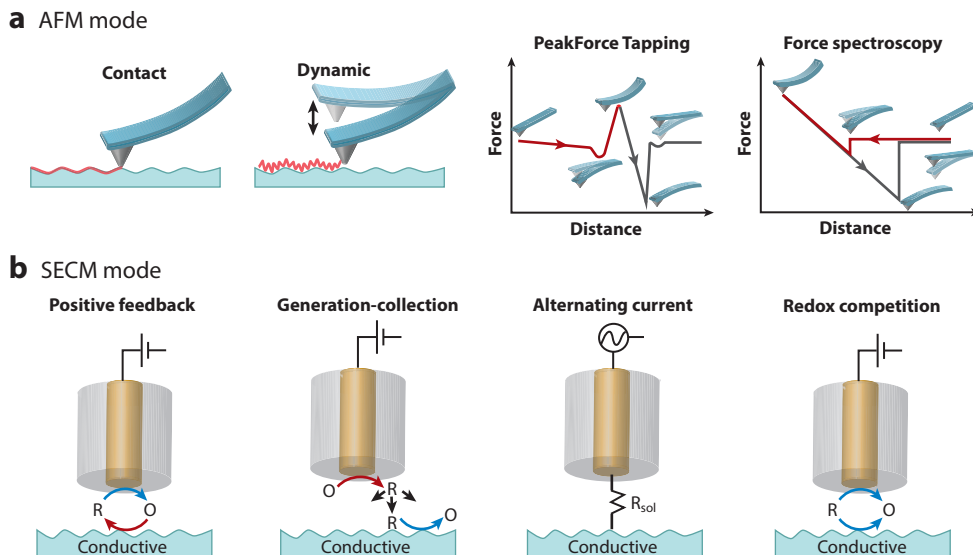 a AFM mode
Contact
Dynamic
PeakForce Tapping
Force
Distance
Force spectroscopy
Force
Distance
b SECM mode
Positive feedback
R O
Conductive
Generation-collection
O R
R O
Conductive
Alternating current
Rsol
Conductive
Redox competition
R O
Conductive